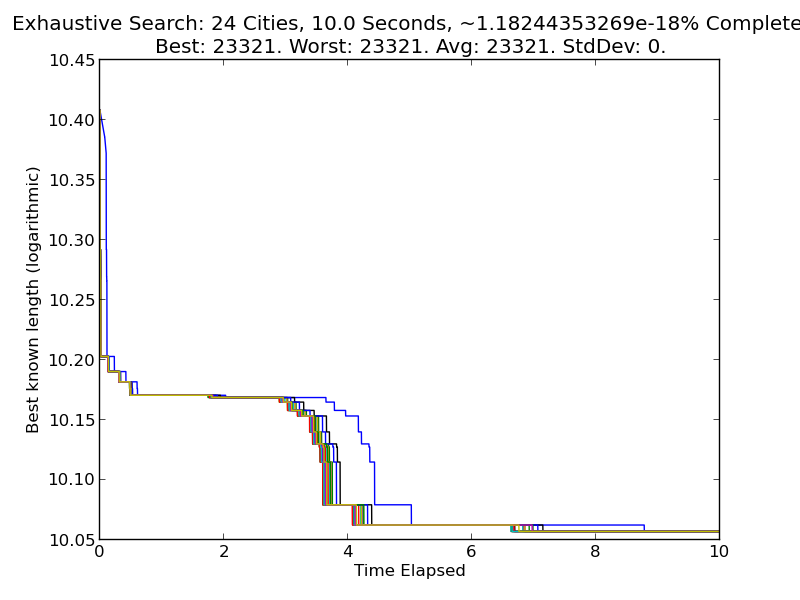 Exhaustive Search: 24 Cities, 10.0 Seconds, ~1.18244353269e-18% Complete
Best: 23321. Worst: 23321. Avg: 23321. StdDev: 0.
10.45
10.40
10.35
10.30
10.25
10.20
10.15
10.10
10.05
Best known length (logarithmic)
0 2 4 6 8 10
Time Elapsed